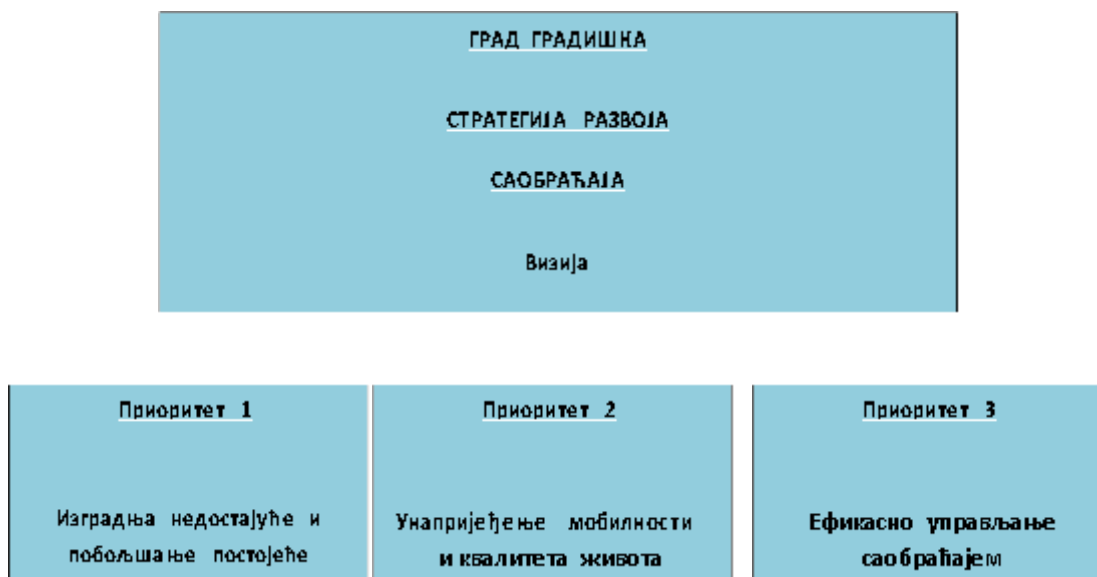 ГРАД ГРАДИШКА
СТРАТЕГИЈА РАЗВОЈА
САОБРАЋАЈА
Визија
Приоритет 1
Изградња недостајуће и
побољшање постојеће
Приоритет 2
Унапријеђење мобилности
и квалитета живота
Приоритет 3
Ефикасно управљање
саобраћајем